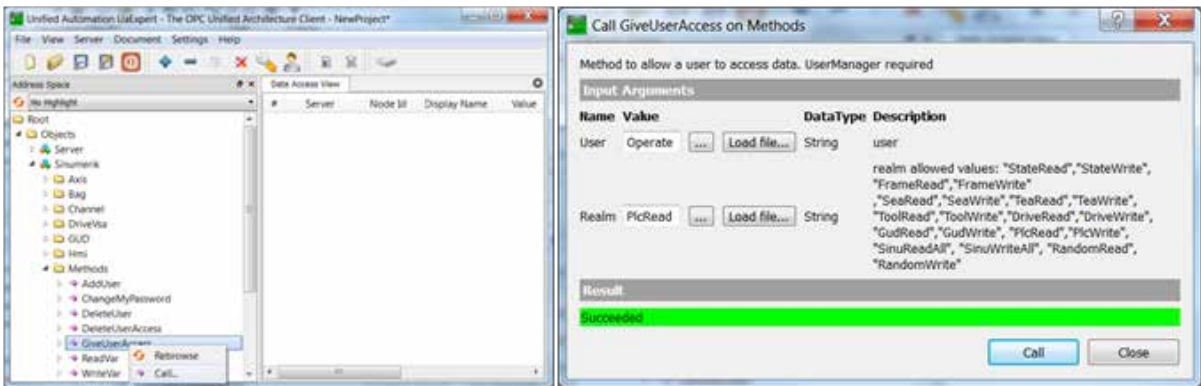 Unified Automation UaExpert - The OPC Unified Architecture Client - NewProject*
File View Server Document Settings Help
Address Space
No Highlight
Root
Objects
Server
Sinumerik
Axis
Bag
Channel
DriveVsa
GUD
Hmi
Methods
AddUser
ChangeMyPassword
DeleteUser
DeleteUserAccess
GiveUserAccess
ReadVar
WriteVar
Rebrowse
Call...
Data Access View
# Server Node Id Display Name Value
Call GiveUserAccess on Methods
Method to allow a user to access data. UserManager required
Input Arguments
Name Value DataType Description
User Operate ... Load file... String user
realm allowed values: "StateRead","StateWrite",
"FrameRead","FrameWrite"
,"SeaRead","SeaWrite","TeaRead","TeaWrite",
Realm PlcRead ... Load file... String "ToolRead","ToolWrite","DriveRead","DriveWrite",
"GudRead","GudWrite", "PlcRead","PlcWrite",
"SinuReadAll", "SinuWriteAll", "RandomRead",
"RandomWrite"
Result
Succeeded
Call Close